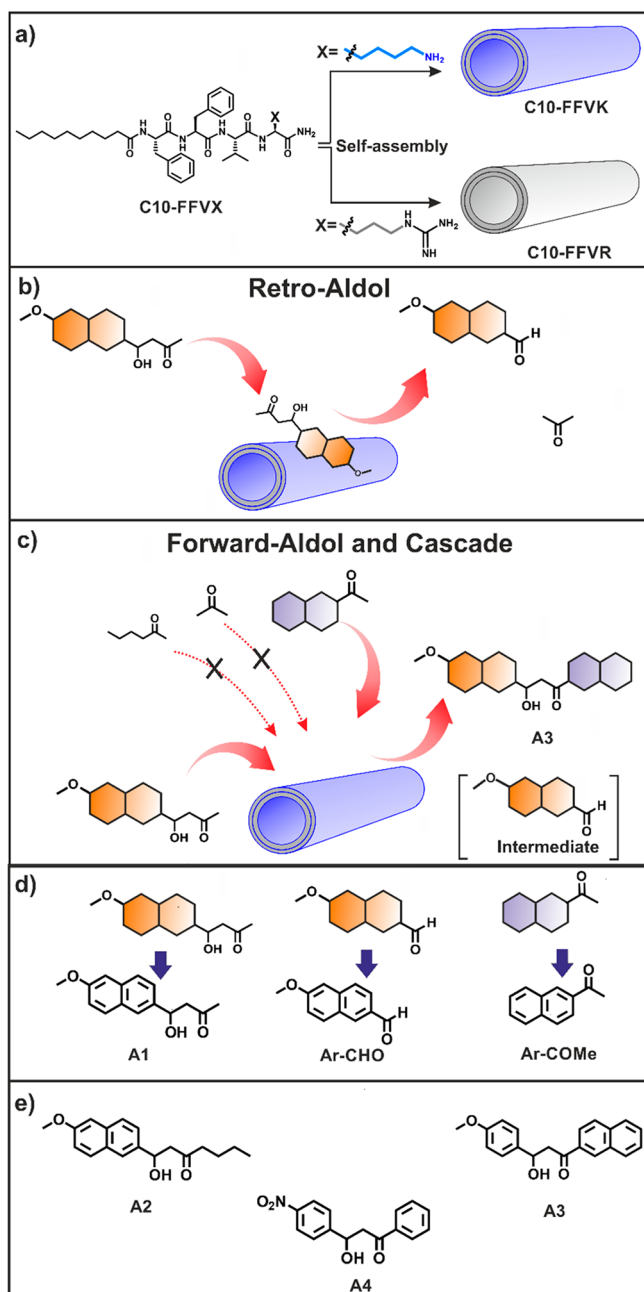 a)
X=
NH₂
C10-FFVK
H
N
O
H
N
O
X
NH₂
O
N
H
O
N
H
O
Self-assembly
C10-FFVX
X=
H
N
NH₂
NH
C10-FFVR
b)
Retro-Aldol
O
OH
O
O
H
O
O
OH
O
O
c)
Forward-Aldol and Cascade
O
O
O
X
X
O
OH
O
A3
O
OH
O
O
H
O
Intermediate
d)
O
OH
O
O
H
O
O
O
OH
O
A1
O
H
O
Ar-CHO
O
Ar-COMe
e)
O
OH
O
A2
O
OH
O
A3
O₂N
OH
O
A4